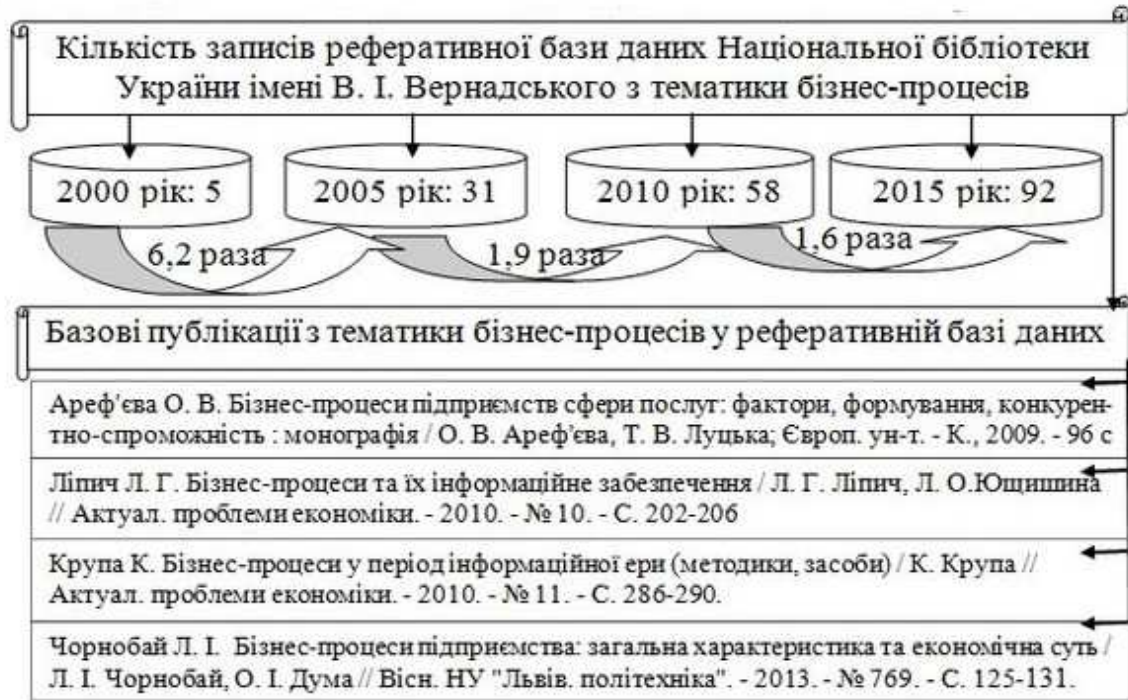 Кількість записів реферативної бази даних Національної бібліотеки
України імені В. І. Вернадського з тематики бізнес-процесів
2000 рік: 5
2005 рік: 31
2010 рік: 58
2015 рік: 92
6,2 раза
1,9 раза
1,6 раза
Базові публікації з тематики бізнес-процесів у реферативній базі даних
Ареф'єва О. В. Бізнес-процеси підприємств сфери послуг: фактори, формування, конкурен-
тно-спроможність : монографія / О. В. Ареф'єва, Т. В. Луцька; Європ. ун-т. - К., 2009. - 96 с
Ліпич Л. Г. Бізнес-процеси та їх інформаційне забезпечення / Л. Г. Ліпич, Л. О.Ющишина
// Актуал. проблеми економіки. - 2010. - № 10. - С. 202-206
Крупа К. Бізнес-процеси у період інформаційної ери (методики, засоби) / К. Крупа //
Актуал. проблеми економіки. - 2010. - № 11. - С. 286-290.
Чорнобай Л. І. Бізнес-процеси підприємства: загальна характеристика та економічна суть /
Л. І. Чорнобай, О. І. Дума // Вісн. НУ "Львів. політехніка". - 2013. - № 769. - С. 125-131.